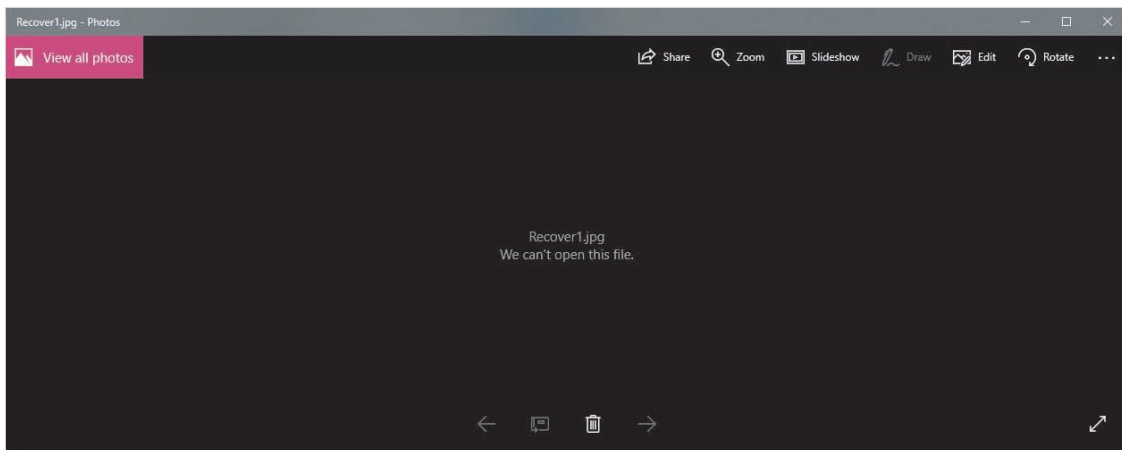 Recover1.jpg - Photos
View all photos
Share Zoom Slideshow Draw Edit Rotate
Recover1.jpg
We can't open this file.